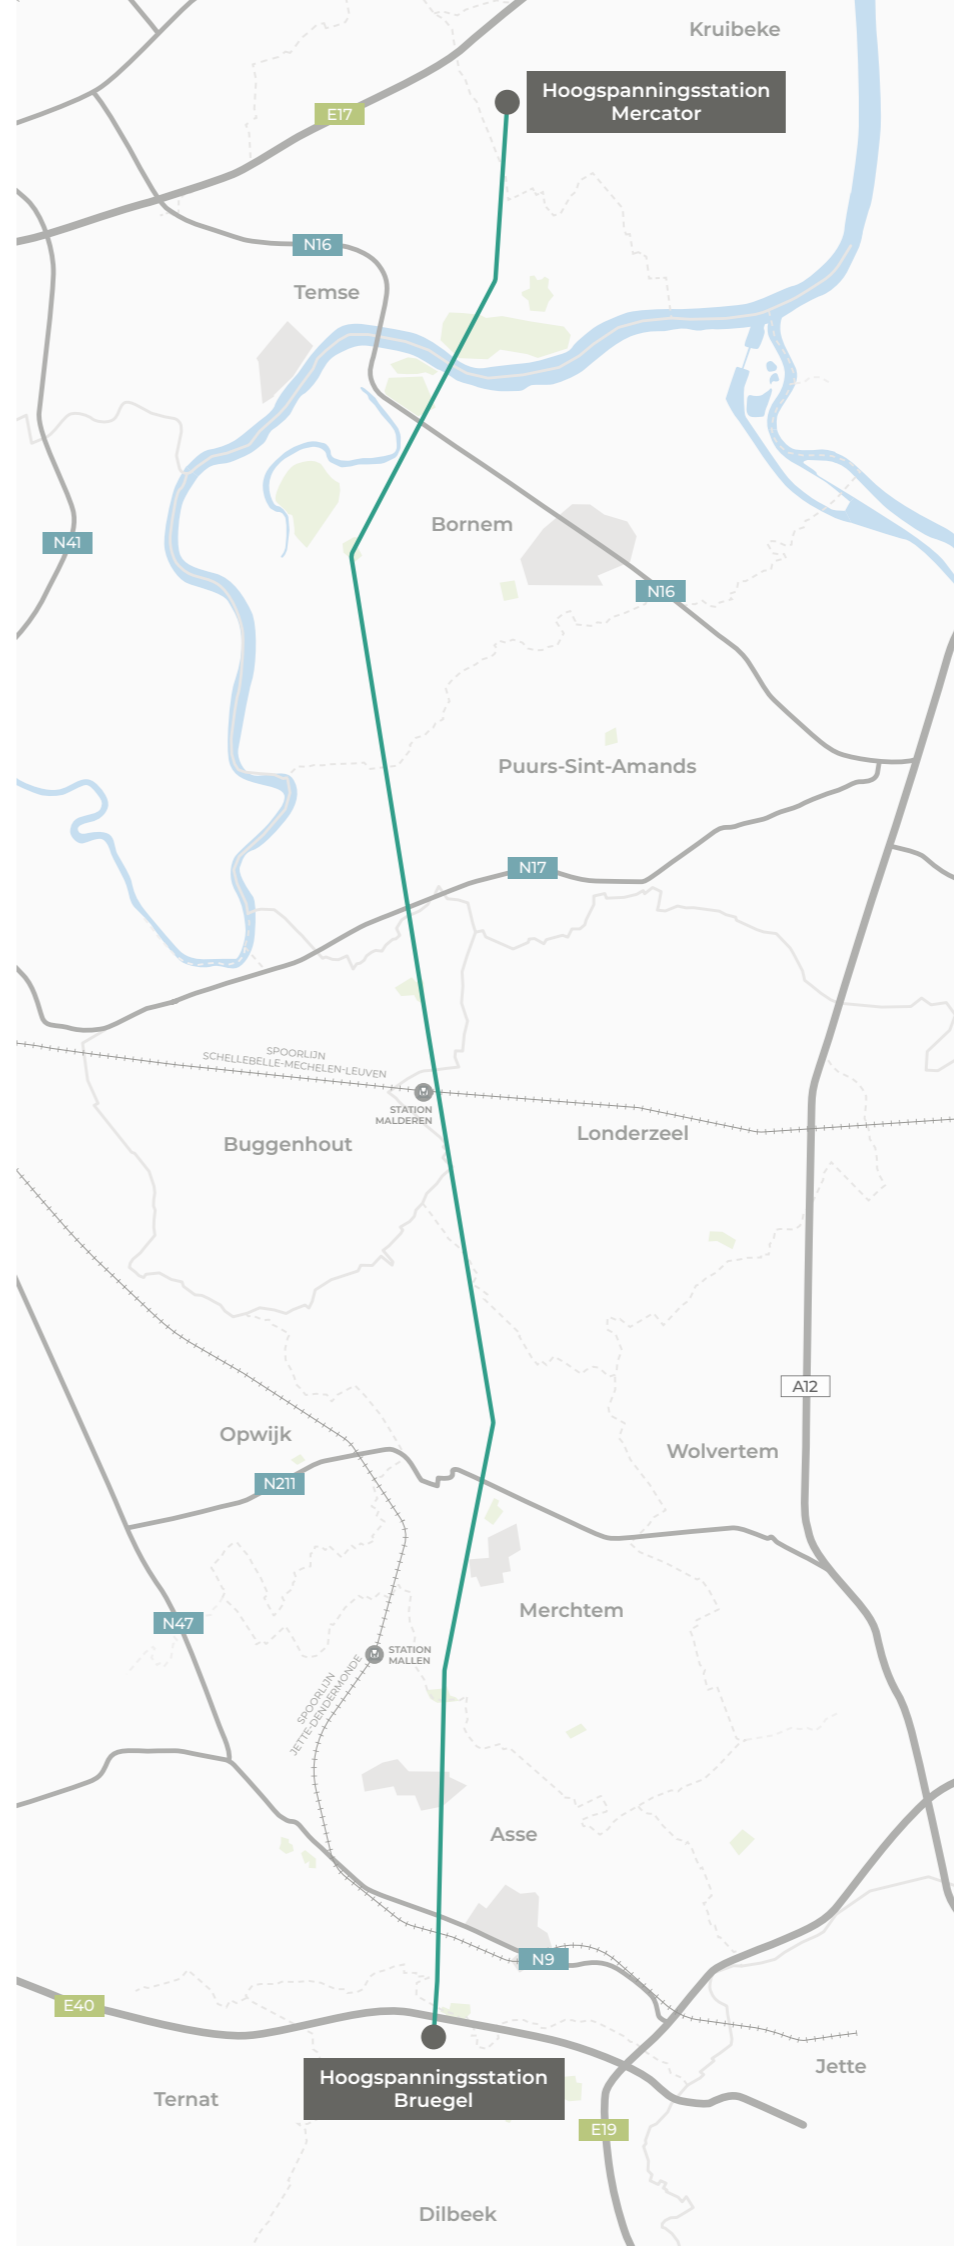 Kruibeke
Hoogspanningsstation
Mercator
E17
N16
Temse
Bornem
N41
N16
Puurs-Sint-Amands
N17
SPOORLIJN
SCHELLEBELLE-MECHELEN-LEUVEN
STATION
MALDEREN
Buggenhout
Londerzeel
A12
Opwijk
Wolvertem
N211
Merchtem
N47
STATION
MALLEN
SPOORLIJN
JETTE-DENDERMONDE
Asse
N9
E40
Jette
Hoogspanningsstation
Bruegel
Ternat
E19
Dilbeek